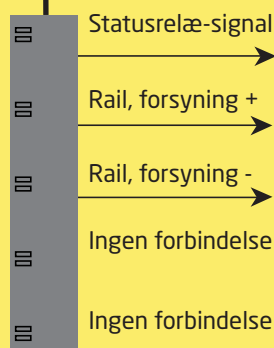 Statusrelæ-signal
Rail, forsyning +
Rail, forsyning -
Ingen forbindelse
Ingen forbindelse